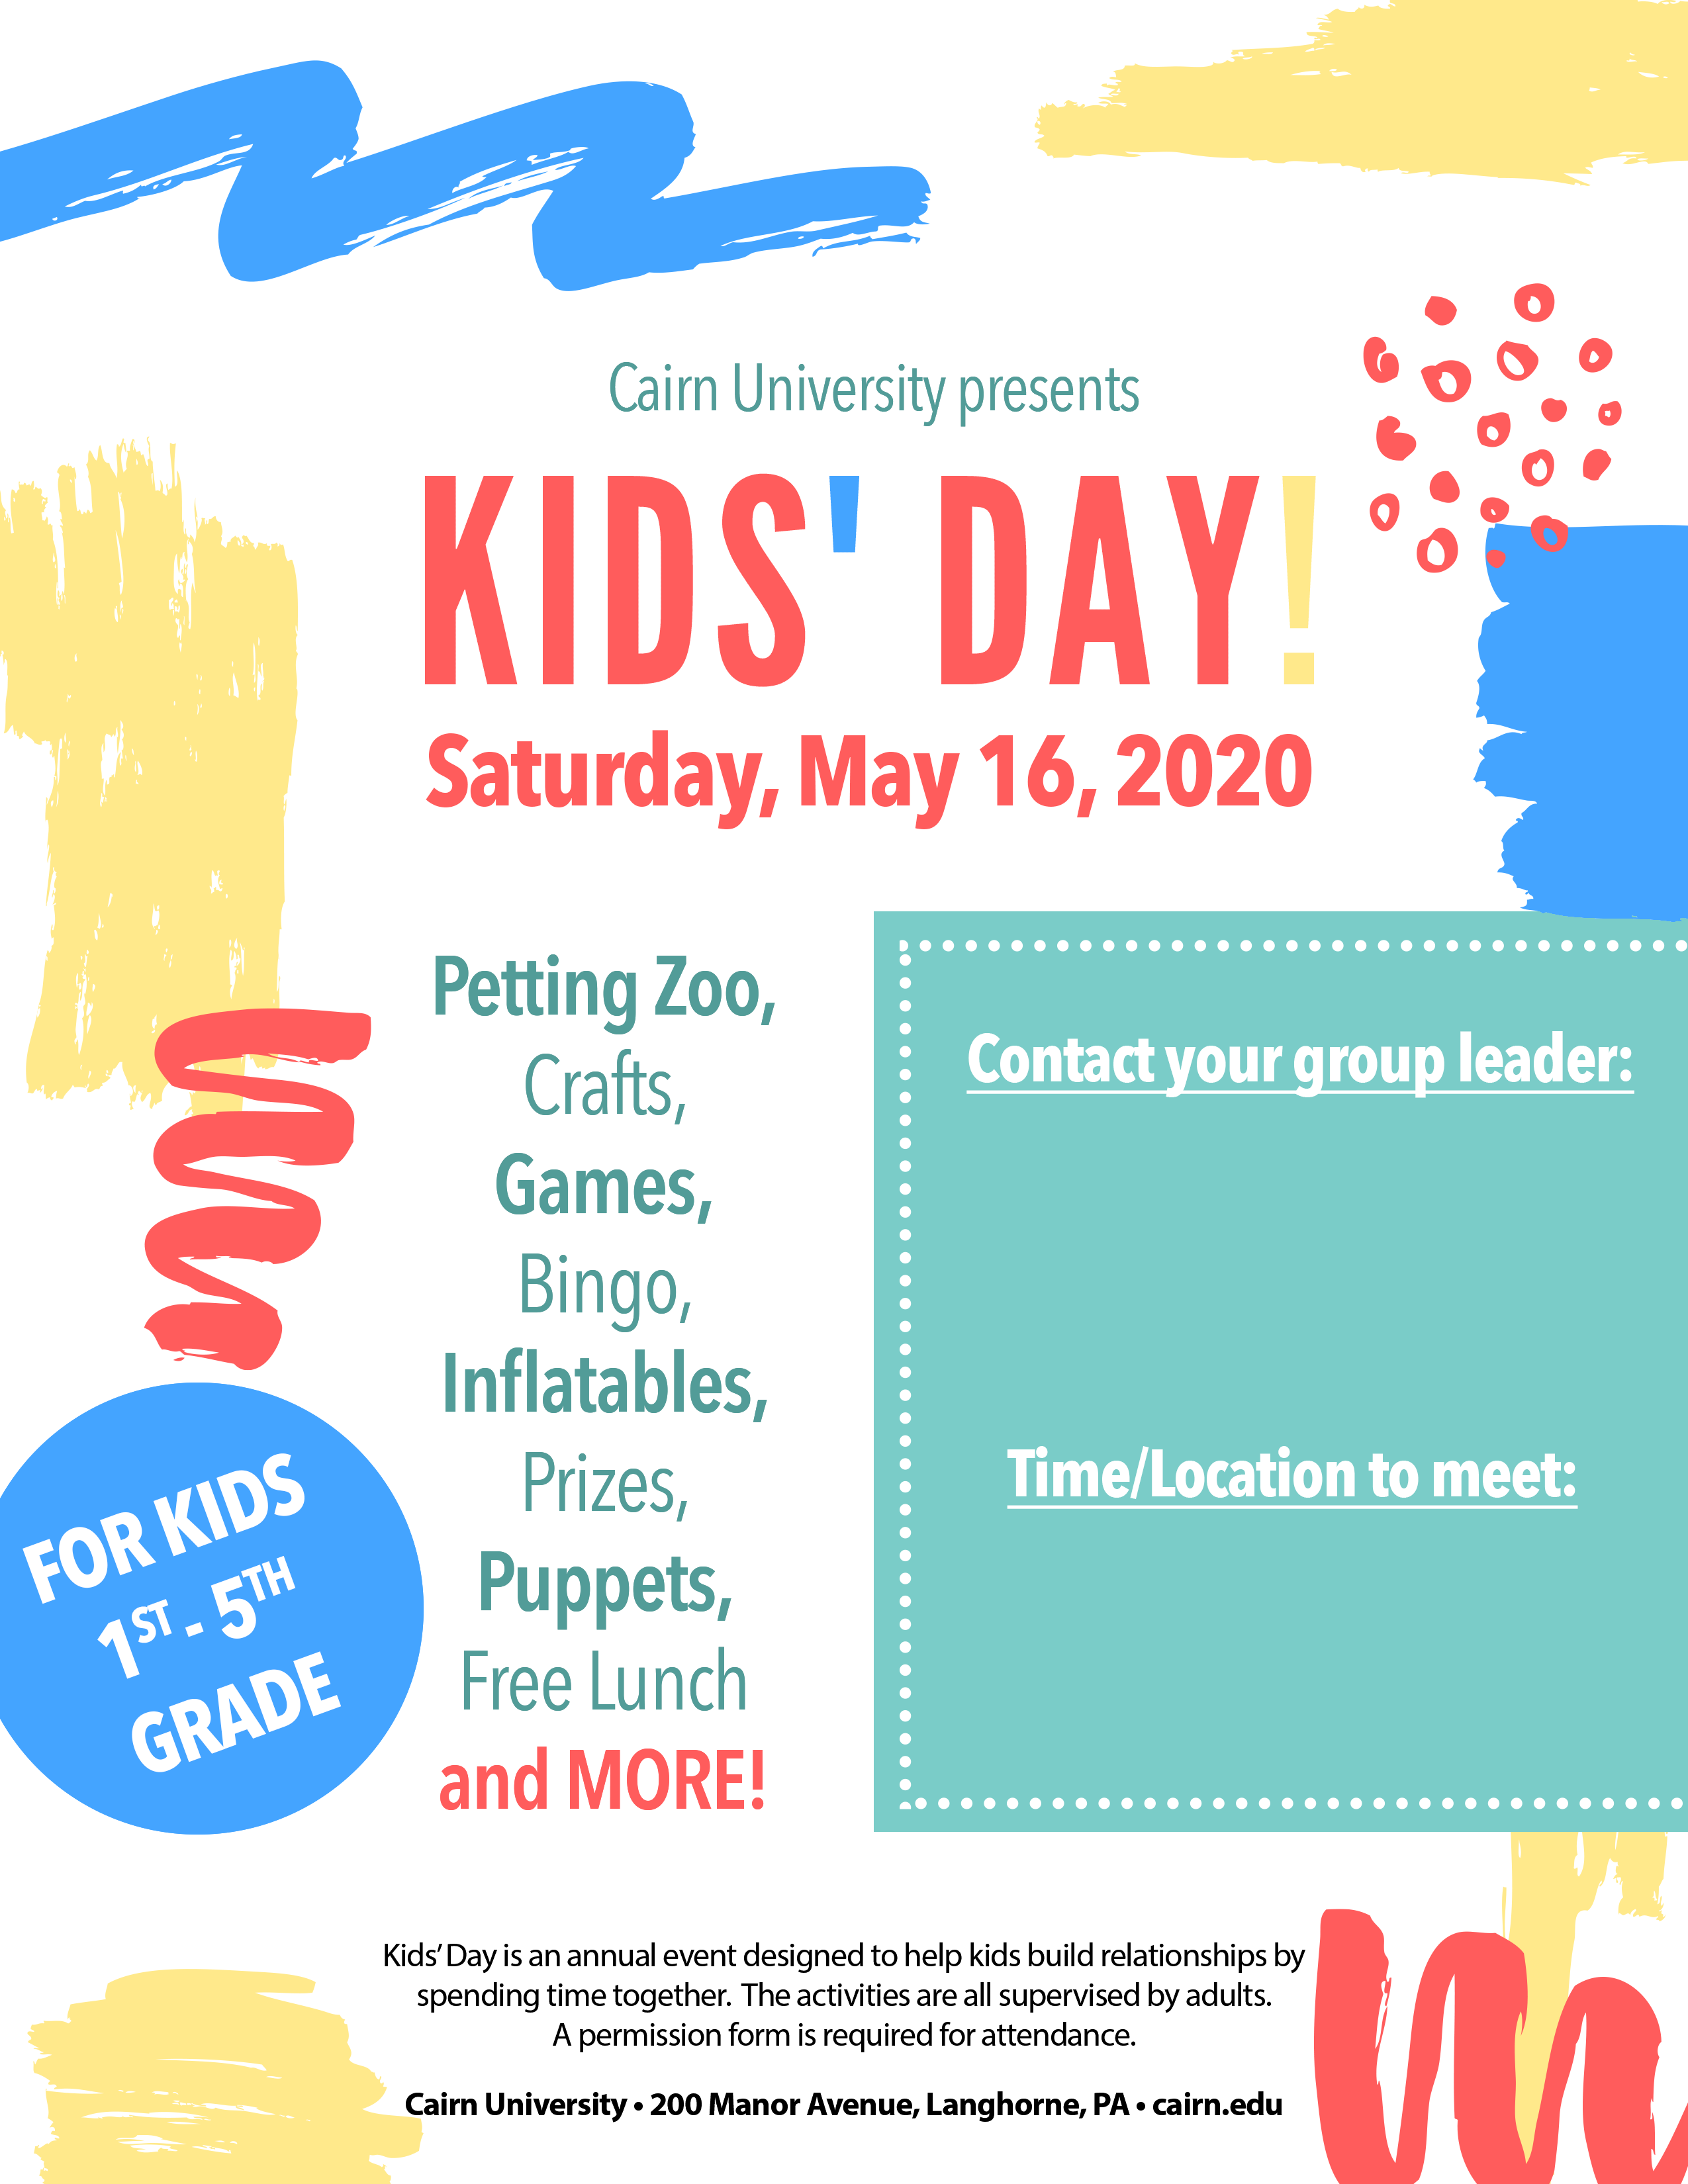 Cairn University presents
KIDS' DAY!
Saturday, May 16, 2020
Petting Zoo,
Crafts,
Games,
Bingo,
Inflatables,
Prizes,
Puppets,
Free Lunch
and MORE!
Contact your group leader:
Time/Location to meet:
FOR KIDS
1ST - 5TH
GRADE
Kids' Day is an annual event designed to help kids build relationships by
spending time together. The activities are all supervised by adults.
A permission form is required for attendance.
Cairn University • 200 Manor Avenue, Langhorne, PA • cairn.edu